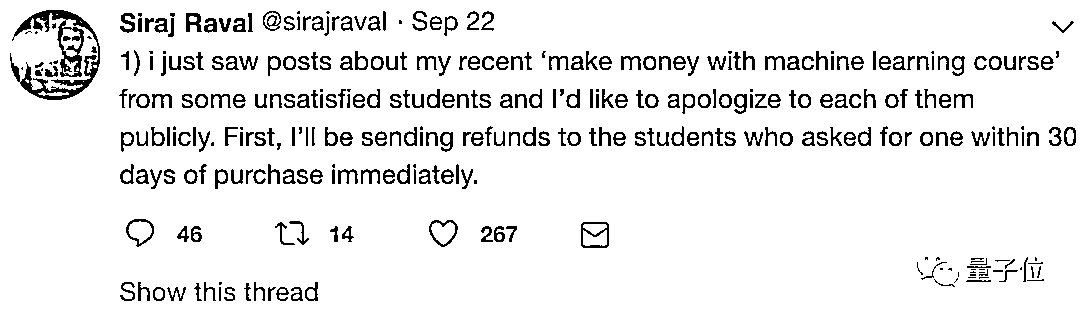 Siraj Raval @sirajraval · Sep 22
1) i just saw posts about my recent ‘make money with machine learning course’
from some unsatisfied students and I’d like to apologize to each of them
publicly. First, I’ll be sending refunds to the students who asked for one within 30
days of purchase immediately.
46 14 267
Show this thread
量子位